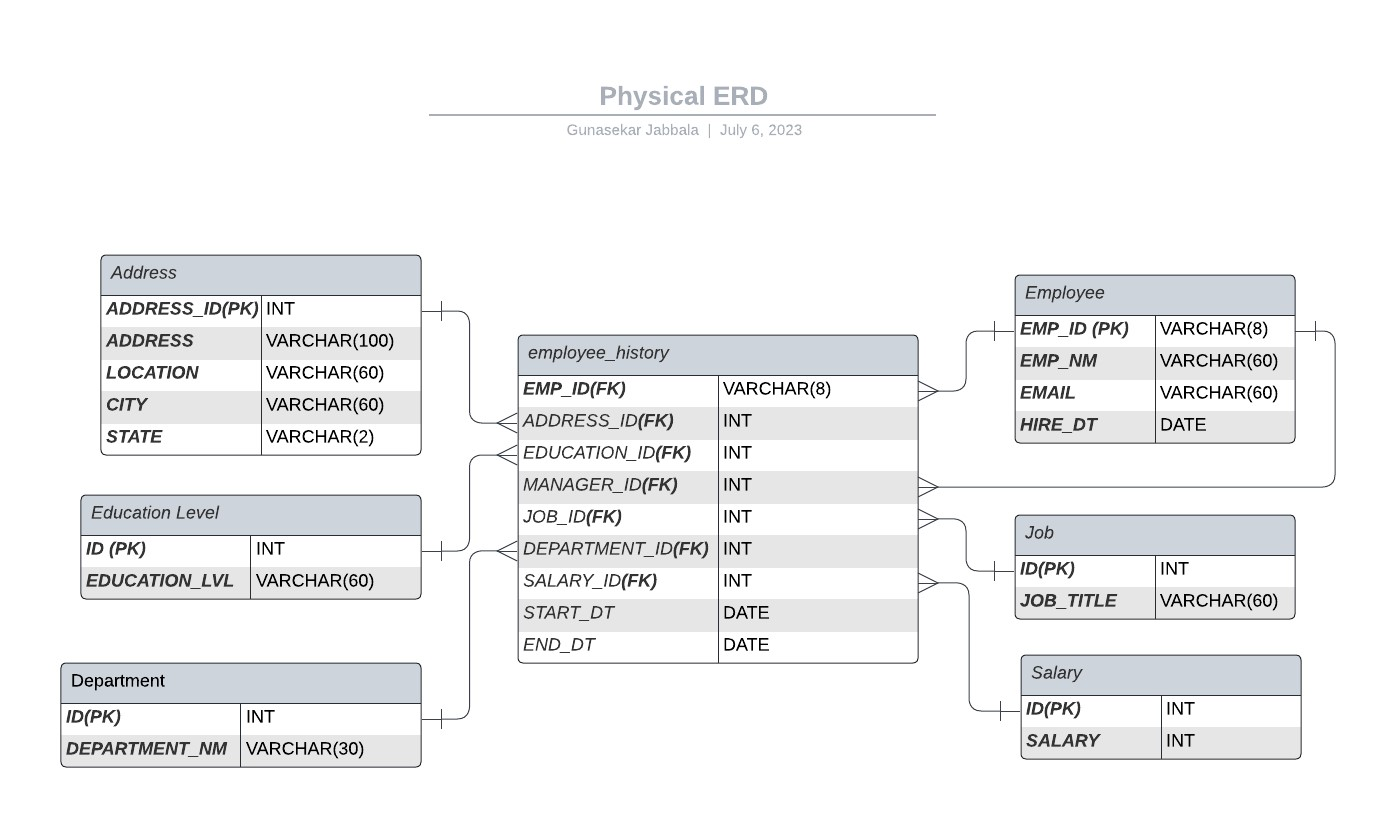 Physical ERD
Gunasekar Jabbala | July 6, 2023
Address
ADDRESS_ID(PK) INT
ADDRESS VARCHAR(100)
LOCATION VARCHAR(60)
CITY VARCHAR(60)
STATE VARCHAR(2)
Education Level
ID (PK) INT
EDUCATION_LVL VARCHAR(60)
Department
ID(PK) INT
DEPARTMENT_NM VARCHAR(30)
employee_history
EMP_ID(FK) VARCHAR(8)
ADDRESS_ID(FK) INT
EDUCATION_ID(FK) INT
MANAGER_ID(FK) INT
JOB_ID(FK) INT
DEPARTMENT_ID(FK) INT
SALARY_ID(FK) INT
START_DT DATE
END_DT DATE
Employee
EMP_ID (PK) VARCHAR(8)
EMP_NM VARCHAR(60)
EMAIL VARCHAR(60)
HIRE_DT DATE
Job
ID(PK) INT
JOB_TITLE VARCHAR(60)
Salary
ID(PK) INT
SALARY INT